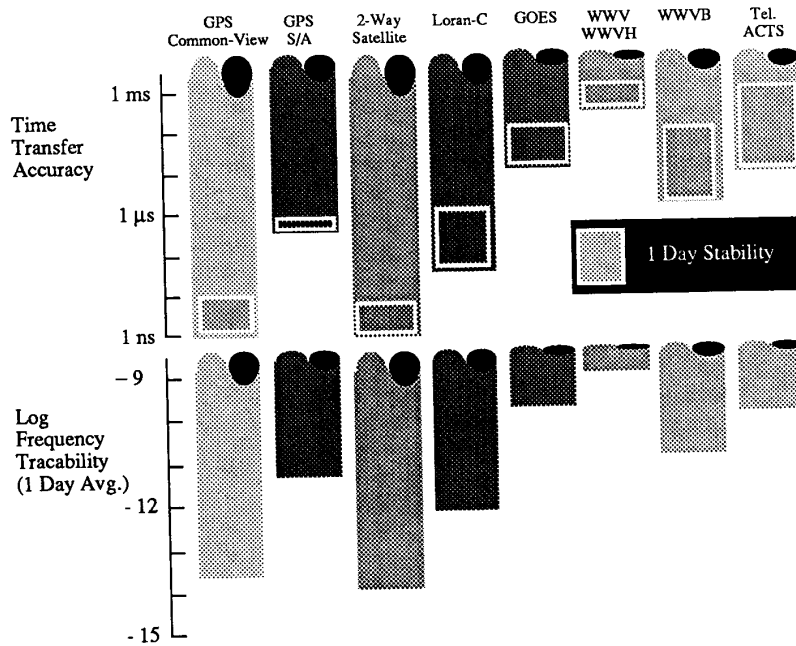 GPS
Common-View
GPS
S/A
2-Way
Satellite
Loran-C
GOES
WWV
WWVH
WWVB
Tel.
ACTS
Time
Transfer
Accuracy
1 ms
1 μs
1 ns
1 Day Stability
Log
Frequency
Tracability
(1 Day Avg.)
– 9
- 12
- 15